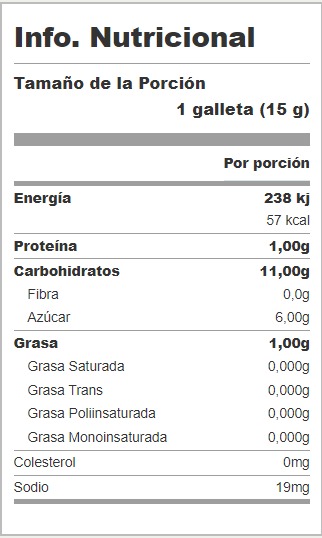 Info. Nutricional
Tamaño de la Porción
1 galleta (15 g)
Por porción
Energía 238 kj
57 kcal
Proteína 1,00g
Carbohidratos 11,00g
Fibra 0,0g
Azúcar 6,00g
Grasa 1,00g
Grasa Saturada 0,000g
Grasa Trans 0,000g
Grasa Poliinsaturada 0,000g
Grasa Monoinsaturada 0,000g
Colesterol 0mg
Sodio 19mg